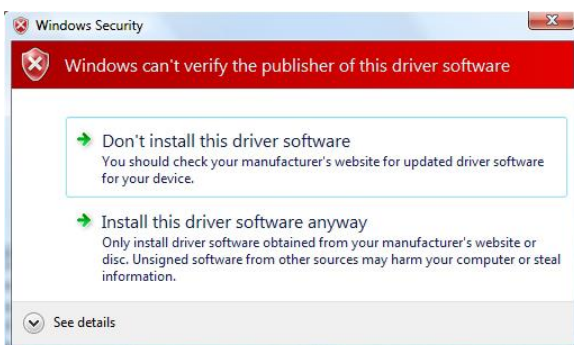 Windows Security
Windows can't verify the publisher of this driver software
Don't install this driver software
You should check your manufacturer's website for updated driver software
for your device.
Install this driver software anyway
Only install driver software obtained from your manufacturer's website or
disc. Unsigned software from other sources may harm your computer or steal
information.
See details